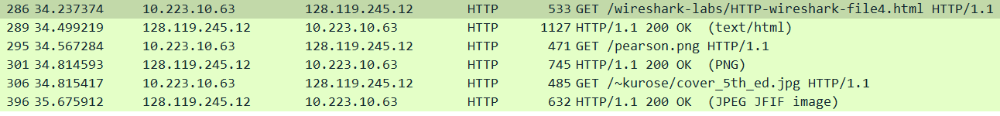 286 34.237374 10.223.10.63 128.119.245.12 HTTP 533 GET /wireshark-labs/HTTP-wireshark-file4.html HTTP/1.1
289 34.499219 128.119.245.12 10.223.10.63 HTTP 1127 HTTP/1.1 200 OK (text/html)
295 34.567284 10.223.10.63 128.119.245.12 HTTP 471 GET /pearson.png HTTP/1.1
301 34.814593 128.119.245.12 10.223.10.63 HTTP 745 HTTP/1.1 200 OK (PNG)
306 34.815417 10.223.10.63 128.119.245.12 HTTP 485 GET /~kurose/cover_5th_ed.jpg HTTP/1.1
396 35.675912 128.119.245.12 10.223.10.63 HTTP 632 HTTP/1.1 200 OK (JPEG JFIF image)